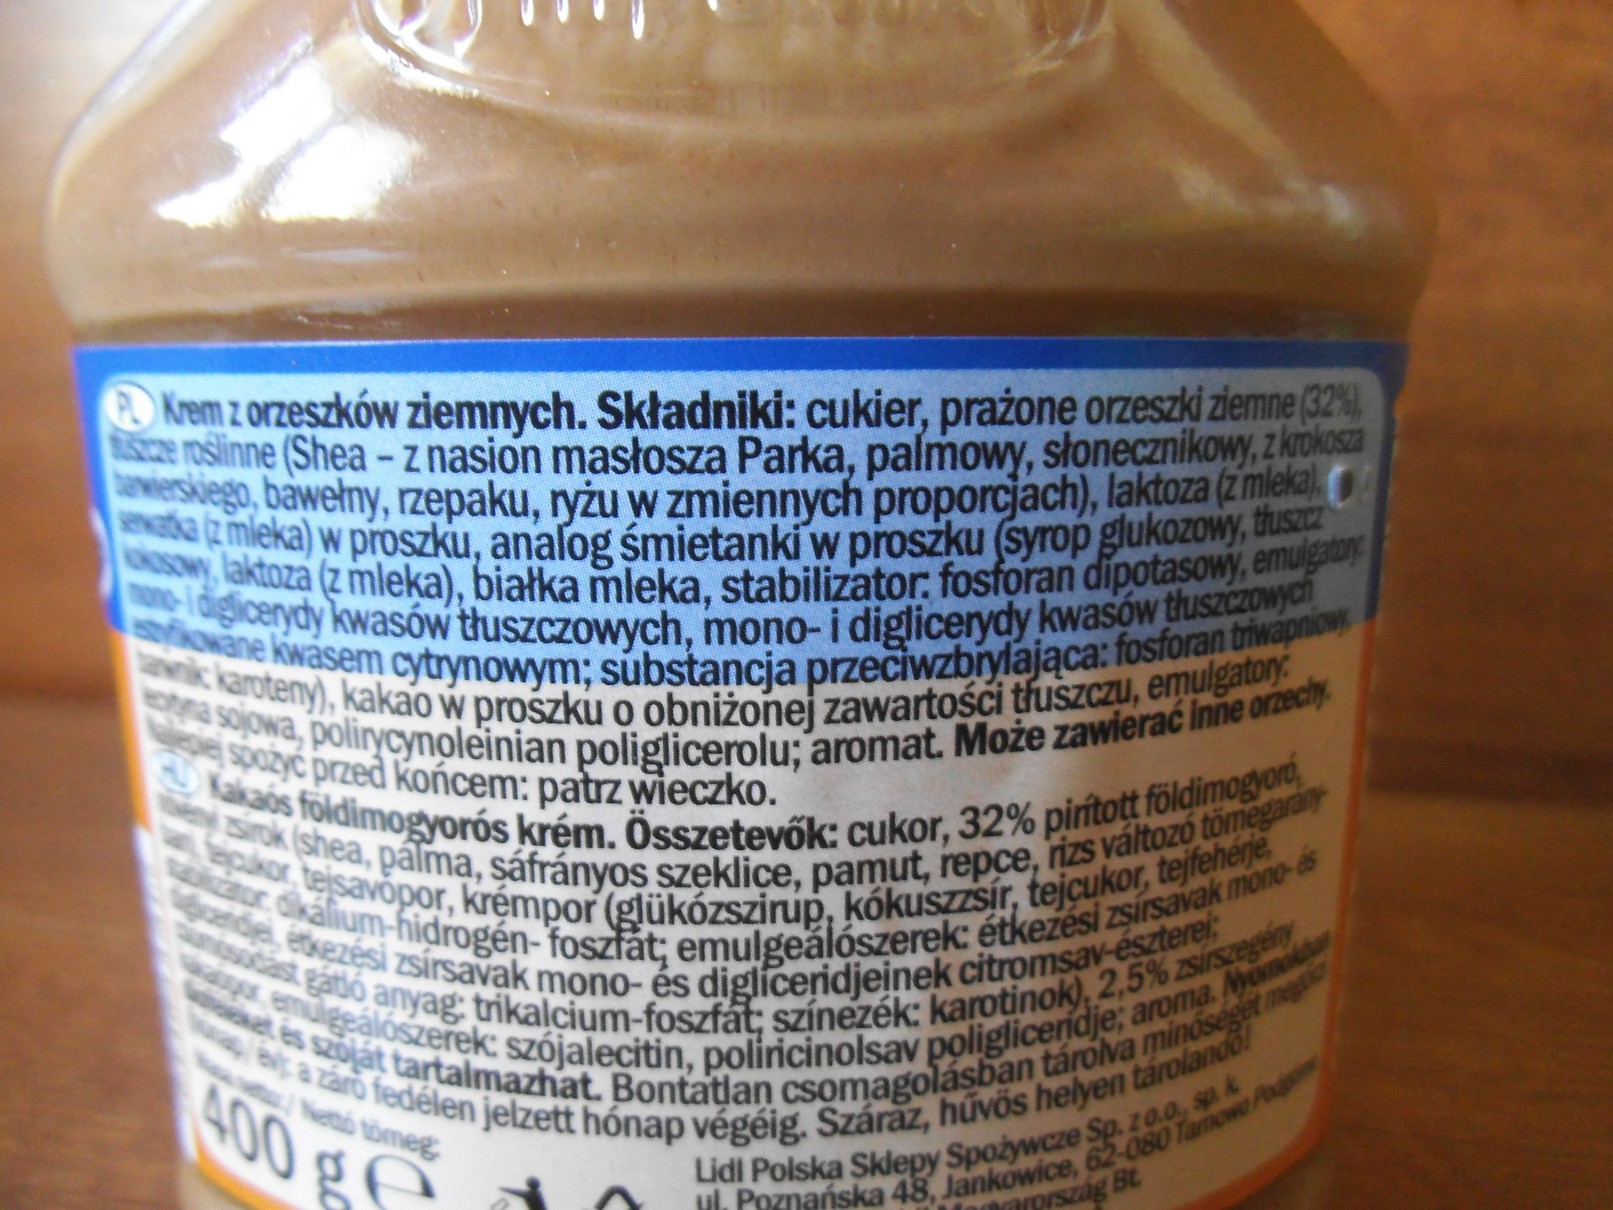 PL Krem z orzeszków ziemnych. Składniki: cukier, prażone orzeszki ziemne (32%),
tłuszcze roślinne (Shea – z nasion masłosza Parka, palmowy, słonecznikowy, z krokosza
barwierskiego, bawełny, rzepaku, ryżu w zmiennych proporcjach), laktoza (z mleka),
serwatka (z mleka) w proszku, analog śmietanki w proszku (syrop glukozowy, tłuszcz
kokosowy, laktoza (z mleka), białka mleka, stabilizator: fosforan dipotasowy, emulgatory:
mono- i diglicerydy kwasów tłuszczowych, mono- i diglicerydy kwasów tłuszczowych
estryfikowane kwasem cytrynowym; substancja przeciwzbrylająca: fosforan triwapniowy,
barwnik: karoteny), kakao w proszku o obniżonej zawartości tłuszczu, emulgatory:
lecytyna sojowa, polirycynoleinian poliglicerolu; aromat. Może zawierać inne orzechy.
Najlepiej spożyć przed końcem: patrz wieczko.
HU Kakaós földimogyorós krém. Összetevők: cukor, 32% pirított földimogyoró,
növényi zsírok (shea, pálma, sáfrányos szeklice, pamut, repce, rizs változó tömegarány-
ban, tejcukor, tejsavópor, krémpor (glükózszirup, kókuszzsír, tejcukor, tejfehérje,
stabilizátor: dikálium-hidrogén- foszfát; emulgeálószerek: étkezési zsírsavak mono- és
digliceridjei, étkezési zsírsavak mono- és digliceridjeinek citromsav-észterei;
csomósodást gátló anyag: trikalcium-foszfát; színezék: karotinok), 2,5% zsírszegény
kakaópor, emulgeálószerek: szójalecitin, poliricinolsav poligliceridje; aroma. Nyomokban
dióféléket és szóját tartalmazhat. Bontatlan csomagolásban tárolva minőségét megőrzi
hónap/ év): a záró fedélen jelzett hónap végéig. Száraz, hűvös helyen tárolandó!
Masa netto:/ Nettó tömeg:
400 g e
Lidl Polska Sklepy Spożywcze Sp. z o.o., sp. k.
ul. Poznańska 48, Jankowice, 62-080 Tarnowo Podgórne
Magyarország Bt.